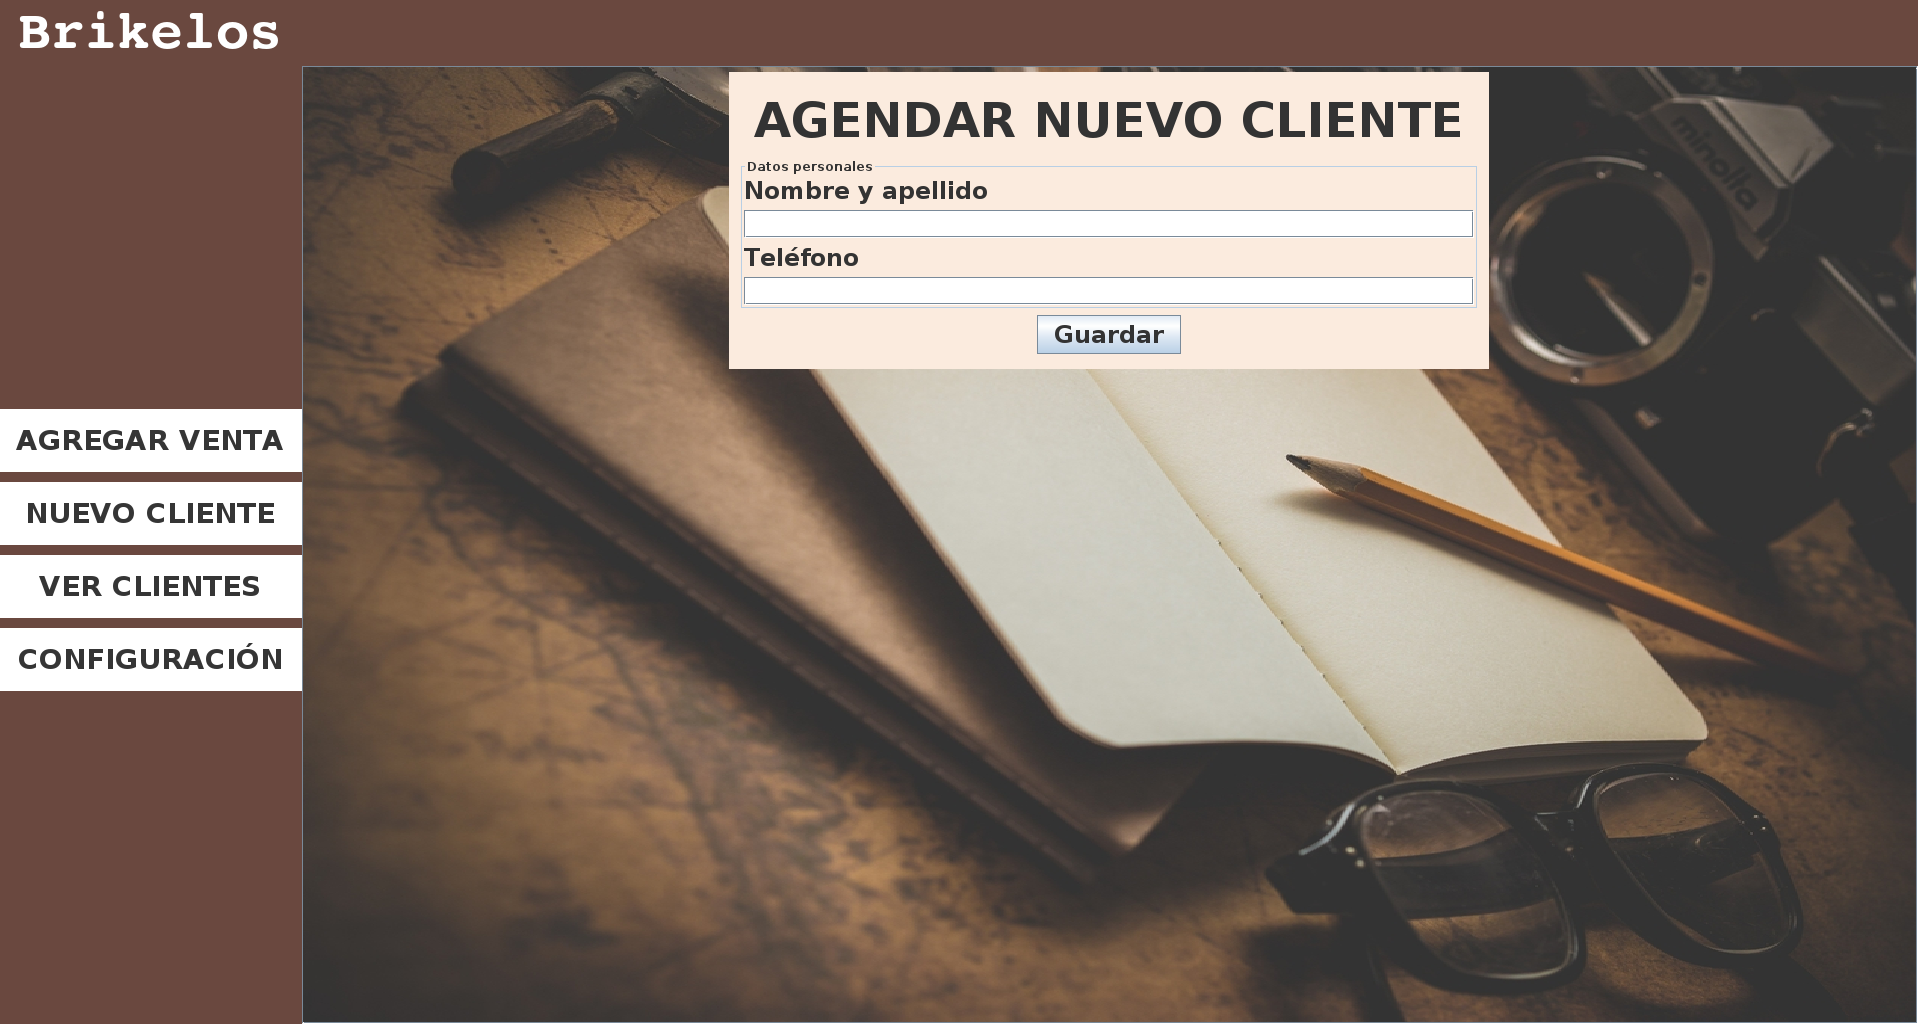 Brikelos
AGENDAR NUEVO CLIENTE
Datos personales
Nombre y apellido
Teléfono
Guardar
AGREGAR VENTA
NUEVO CLIENTE
VER CLIENTES
CONFIGURACIÓN
minolta